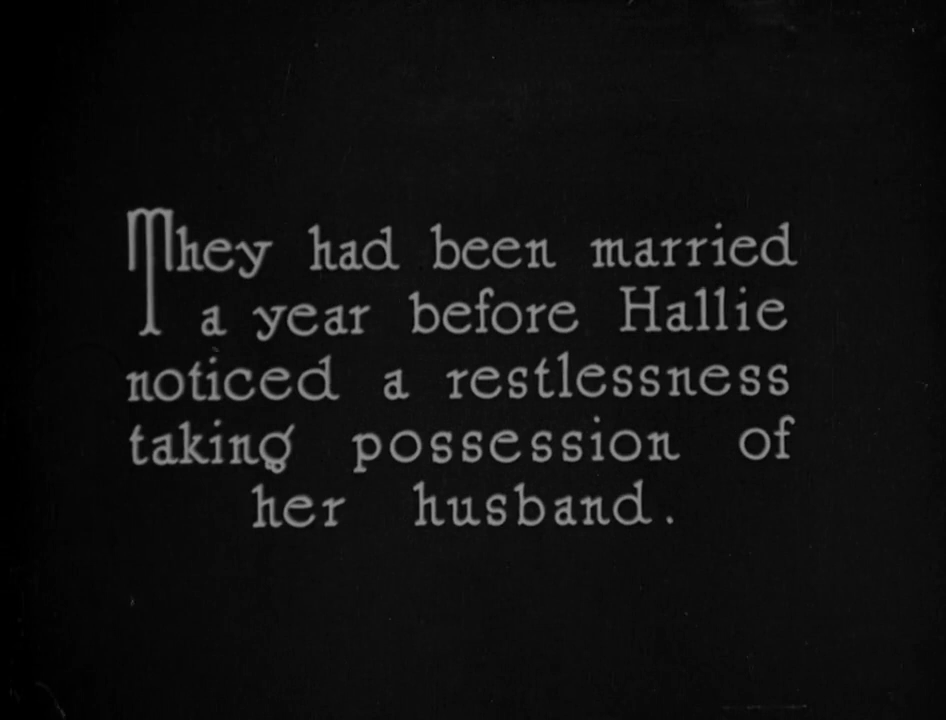 They had been married
a year before Hallie
noticed a restlessness
taking possession of
her husband.